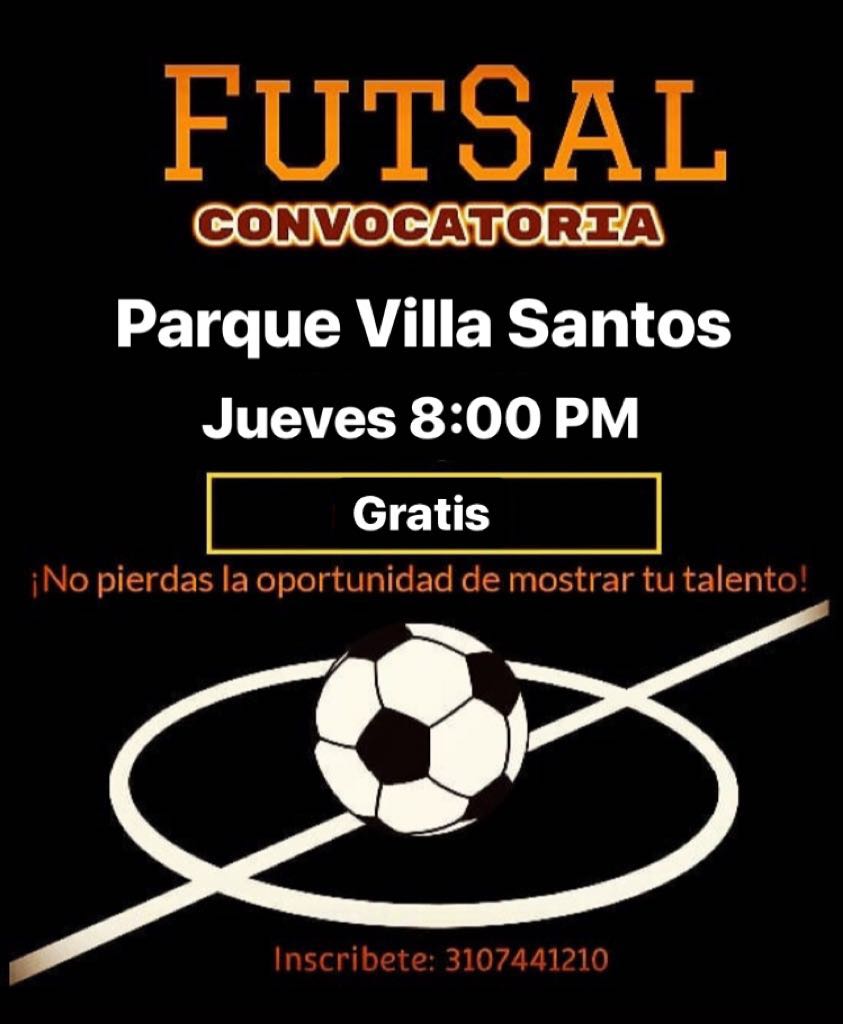 FUTSAL
CONVOCATORIA
Parque Villa Santos
Jueves 8:00 PM
Gratis
¡No pierdas la oportunidad de mostrar tu talento!
Inscribete: 3107441210